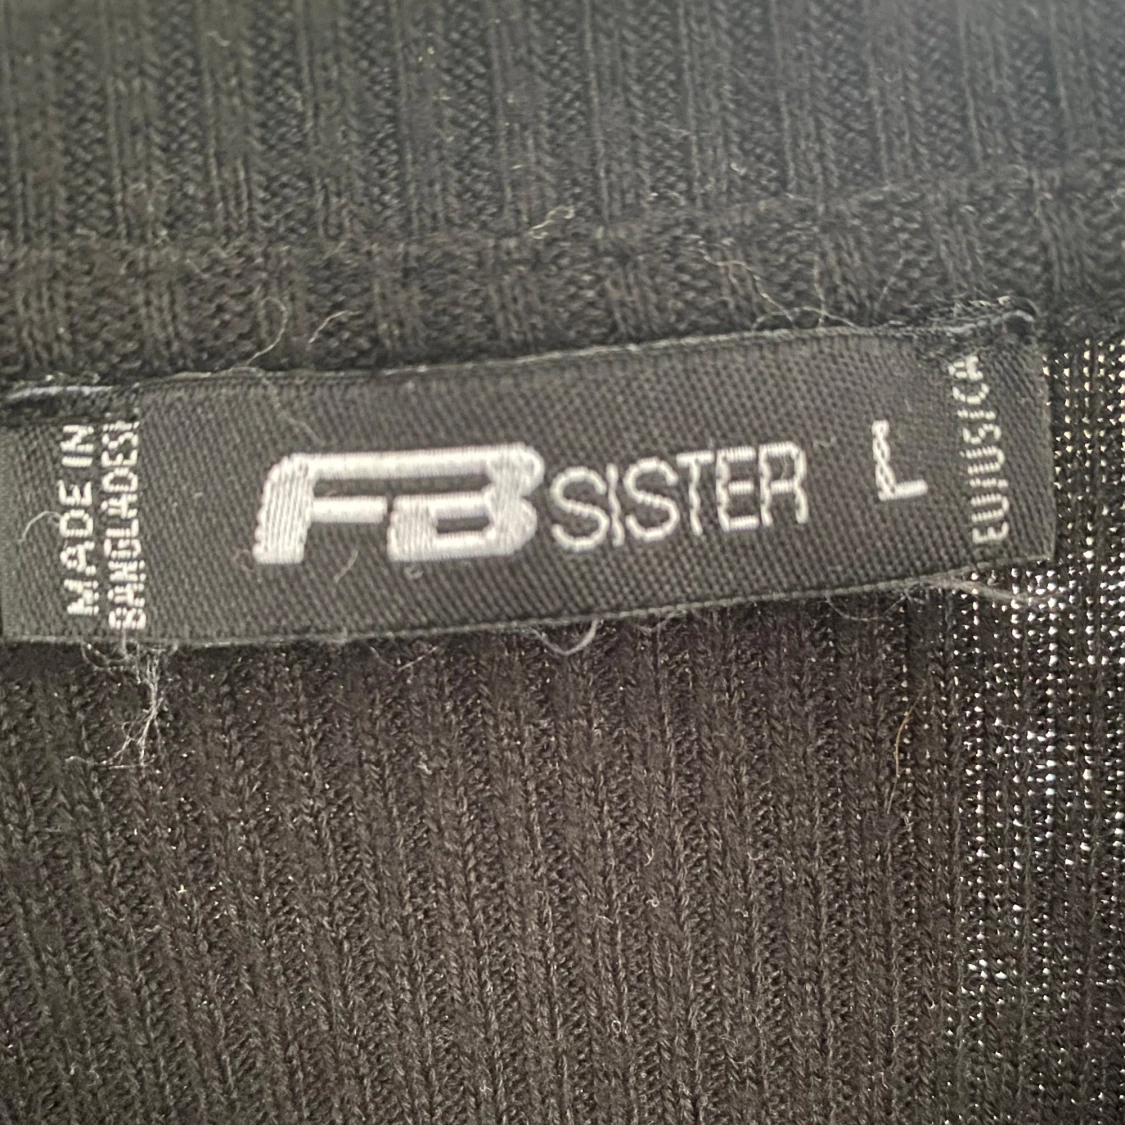 MADE IN
BANGLADESH
FB SISTER
L
EU/US/CA